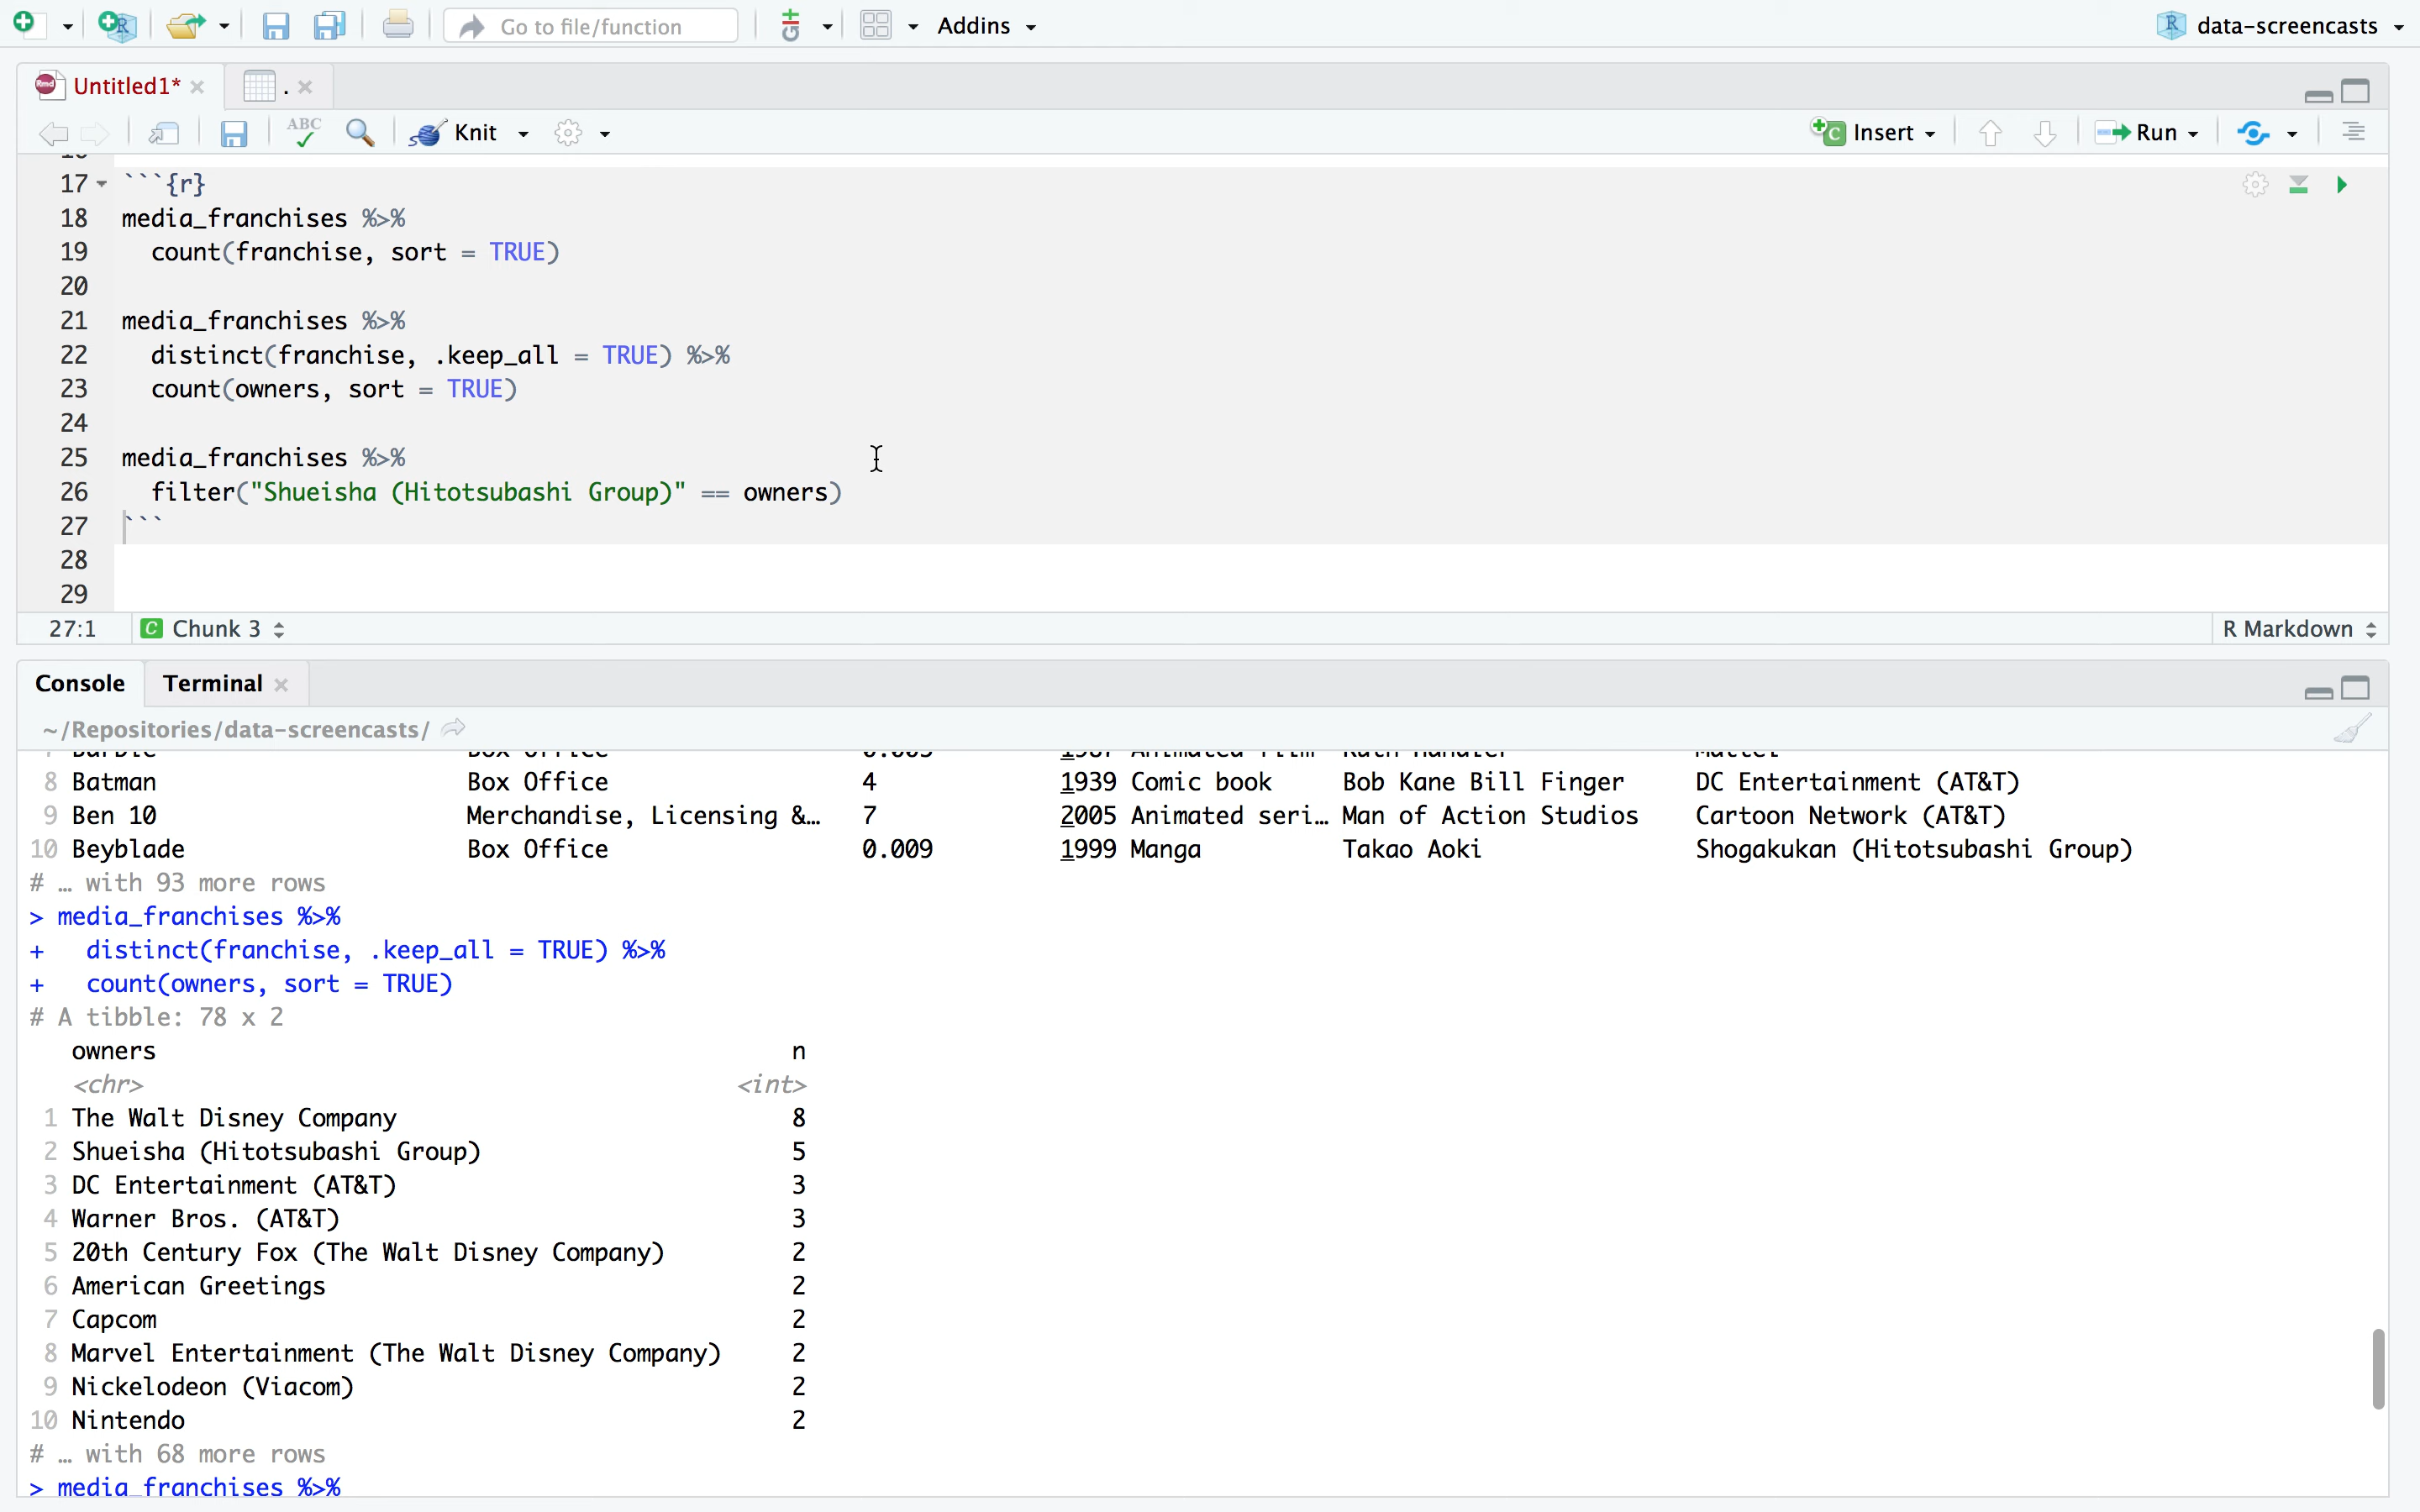 Go to file/function
Addins
data-screencasts
Untitled1*
.
ABC
Knit
Insert
Run
17 ```{r}
18 media_franchises %>%
19   count(franchise, sort = TRUE)
20
21 media_franchises %>%
22   distinct(franchise, .keep_all = TRUE) %>%
23   count(owners, sort = TRUE)
24
25 media_franchises %>%
26   filter("Shueisha (Hitotsubashi Group)" == owners)
27 ```
28
29
27:1 C Chunk 3 R Markdown
Console Terminal
~/Repositories/data-screencasts/
8 Batman Box Office 4 1939 Comic book Bob Kane Bill Finger DC Entertainment (AT&T)
9 Ben 10 Merchandise, Licensing &… 7 2005 Animated seri… Man of Action Studios Cartoon Network (AT&T)
10 Beyblade Box Office 0.009 1999 Manga Takao Aoki Shogakukan (Hitotsubashi Group)
# … with 93 more rows
> media_franchises %>%
+   distinct(franchise, .keep_all = TRUE) %>%
+   count(owners, sort = TRUE)
# A tibble: 78 x 2
owners n
<chr> <int>
1 The Walt Disney Company 8
2 Shueisha (Hitotsubashi Group) 5
3 DC Entertainment (AT&T) 3
4 Warner Bros. (AT&T) 3
5 20th Century Fox (The Walt Disney Company) 2
6 American Greetings 2
7 Capcom 2
8 Marvel Entertainment (The Walt Disney Company) 2
9 Nickelodeon (Viacom) 2
10 Nintendo 2
# … with 68 more rows
> media_franchises %>%